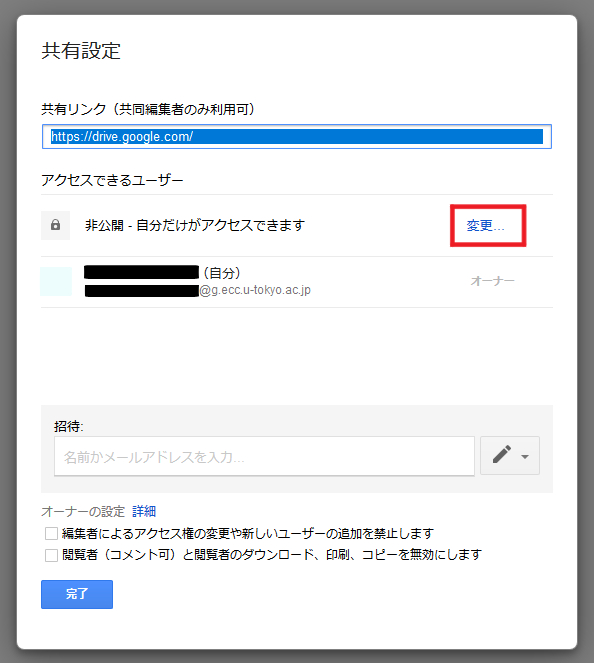 共有設定
共有リンク（共同編集者のみ利用可）
https://drive.google.com/
アクセスできるユーザー
非公開 - 自分だけがアクセスできます
変更...
（自分）
@g.ecc.u-tokyo.ac.jp
オーナー
招待:
名前かメールアドレスを入力...
オーナーの設定 詳細
編集者によるアクセス権の変更や新しいユーザーの追加を禁止します
閲覧者（コメント可）と閲覧者のダウンロード、印刷、コピーを無効にします
完了